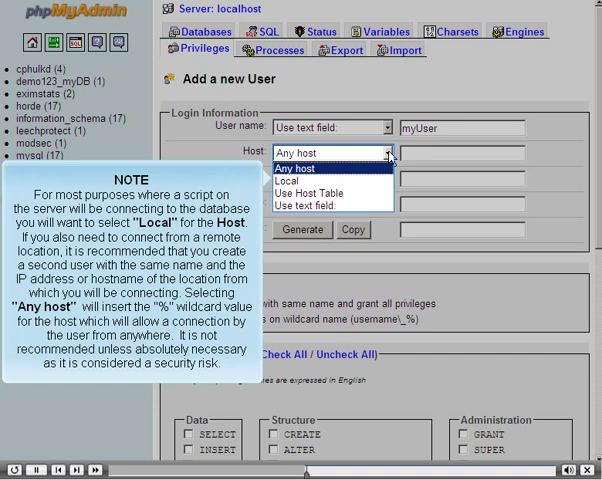 phpMyAdmin
Server: localhost
Databases SQL Status Variables Charsets Engines
Privileges Processes Export Import
cphulkd (4)
demo123_myDB (1)
eximstats (2)
horde (17)
information_schema (17)
leechprotect (1)
modsec (1)
mysql (17)
Add a new User
Login Information
User name: Use text field: myUser
Host: Any host
Any host
Local
Use Host Table
Use text field:
Generate Copy
NOTE
For most purposes where a script on
the server will be connecting to the database
you will want to select "Local" for the Host.
If you also need to connect from a remote
location, it is recommended that you create
a second user with the same name and the
IP address or hostname of the location from
which you will be connecting. Selecting
"Any host" will insert the "%" wildcard value
for the host which will allow a connection by
the user from anywhere. It is not
recommended unless absolutely necessary
as it is considered a security risk.
with same name and grant all privileges
on wildcard name (username\_%)
Check All / Uncheck All)
es are expressed in English
Data Structure Administration
SELECT CREATE GRANT
INSERT ALTER SUPER